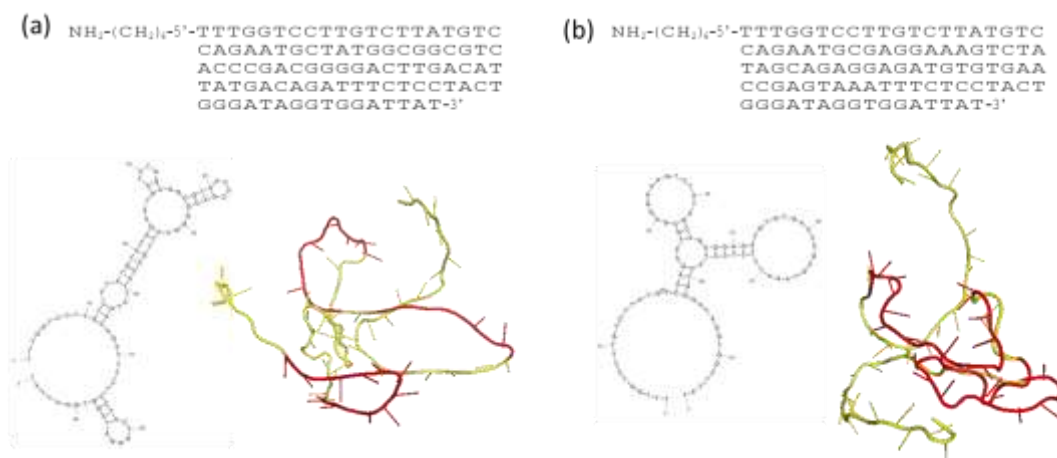 (a) NH₂-(CH₂)₆-5'-TTTGGTCCTTGTCTTATGTC
CAGAATGCTATGGCGGCGTC
ACCCGACGGGGACTTGACAT
TATGACAGATTTCTCCTACT
GGGATAGGTGGATTAT-3'
(b) NH₂-(CH₂)₆-5'-TTTGGTCCTTGTCTTATGTC
CAGAATGCGAGGAAAGTCTA
TAGCAGAGGAGATGTGTGAA
CCGAGTAAATTTCTCCTACT
GGGATAGGTGGATTAT-3'